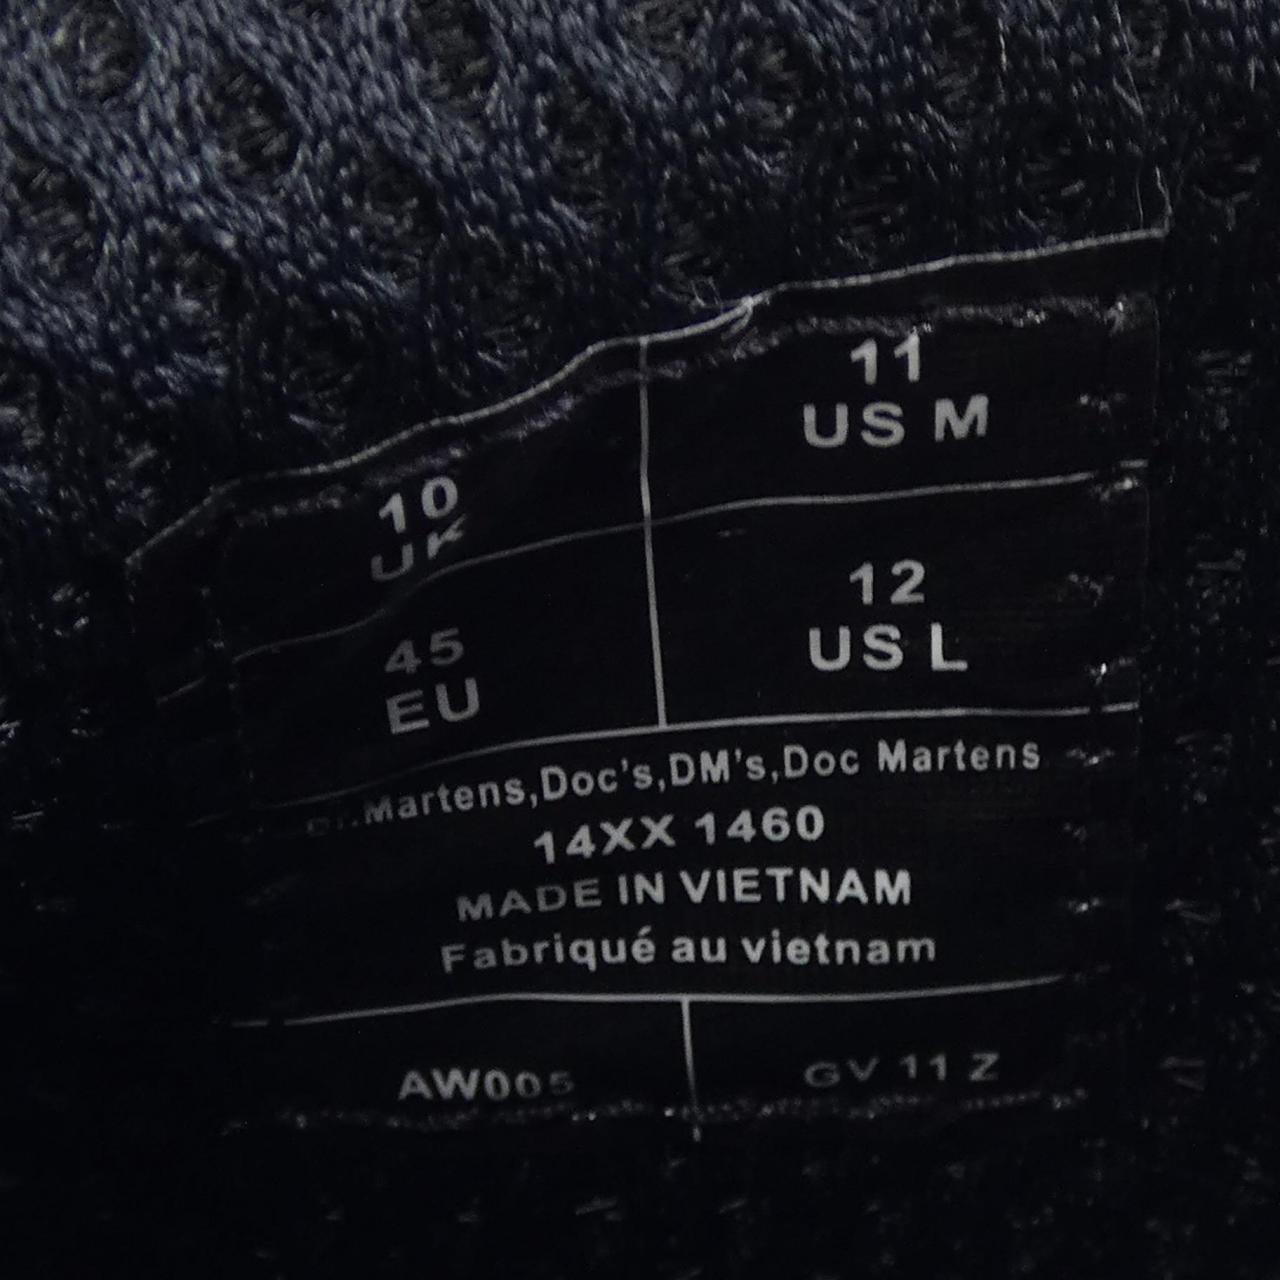 10
UK
11
US M
45
EU
12
US L
Dr.Martens,Doc's,DM's,Doc Martens
14XX 1460
MADE IN VIETNAM
Fabriqué au vietnam
AW005
GV 11 Z